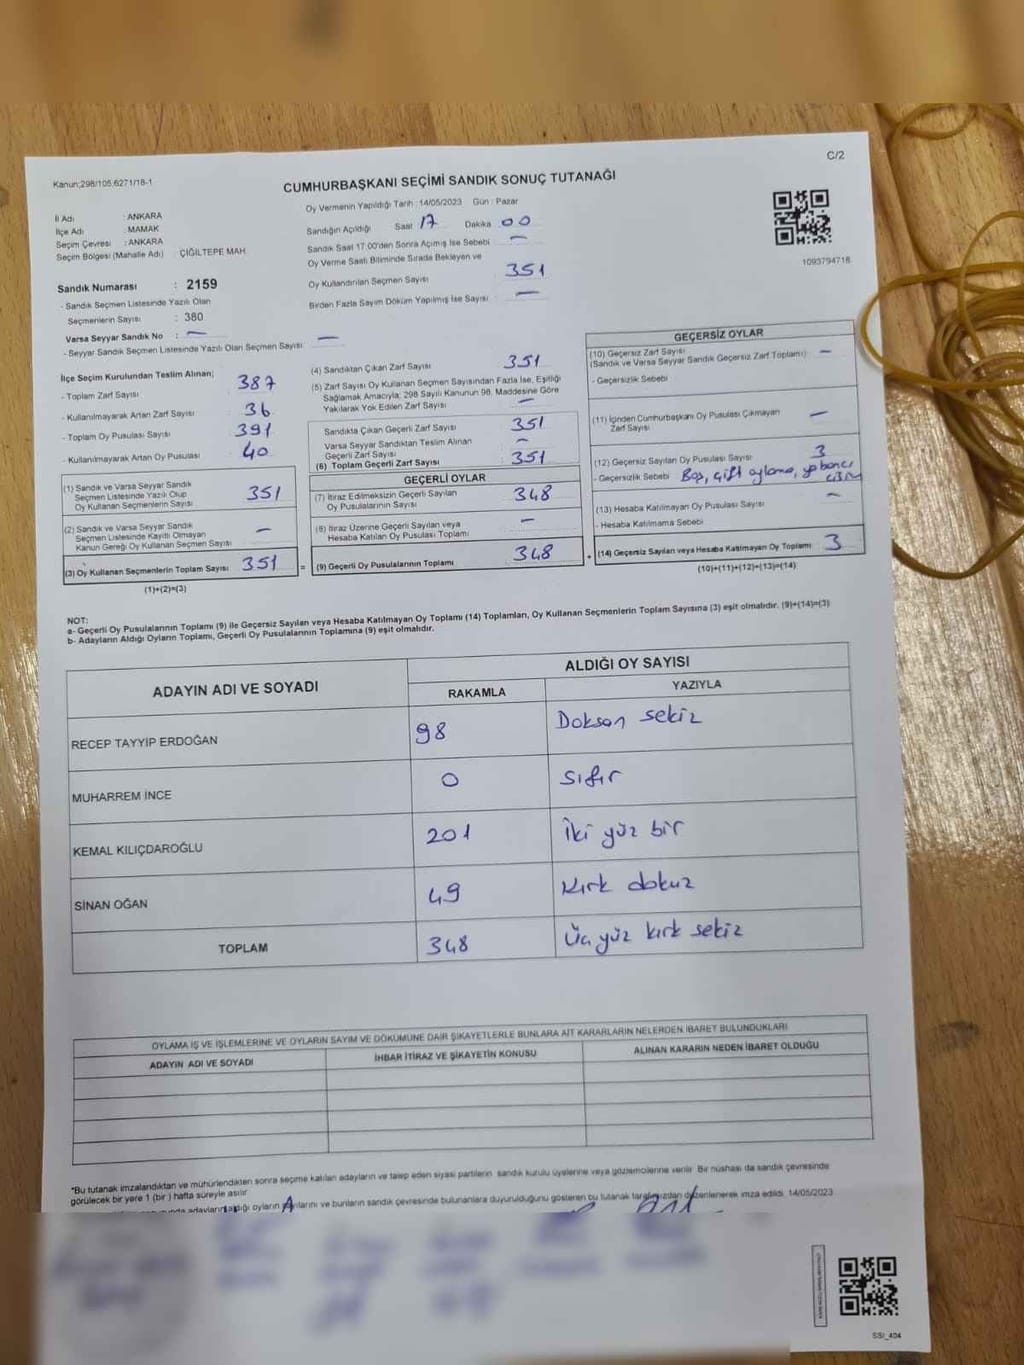 C/2
Kanun;298/105;6271/18-1
CUMHURBAŞKANI SEÇİMİ SANDIK SONUÇ TUTANAĞI
Oy Vermenin Yapıldığı Tarih : 14/05/2023 Gün : Pazar
İl Adı : ANKARA
İlçe Adı : MAMAK
Seçim Çevresi : ANKARA
Seçim Bölgesi (Mahalle Adı) : ÇİĞİLTEPE MAH
Sandığın Açıldığı Saat 17 Dakika 00
Sandık Saat 17:00'den Sonra Açımış İse Sebebi —
Oy Verme Saati Bitiminde Sırada Bekleyen ve
Oy Kullandırılan Seçmen Sayısı 351
Birden Fazla Sayım Döküm Yapılmış İse Sayısı —
1093794718
Sandık Numarası : 2159
- Sandık Seçmen Listesinde Yazılı Olan
Seçmenlerin Sayısı : 380
Varsa Seyyar Sandık No : —
- Seyyar Sandık Seçmen Listesinde Yazılı Olan Seçmen Sayısı: —
İlçe Seçim Kurulundan Teslim Alınan;
- Toplam Zarf Sayısı 387
- Kullanılmayarak Artan Zarf Sayısı 36
- Toplam Oy Pusulası Sayısı 391
- Kullanılmayarak Artan Oy Pusulası 40
(1) Sandık ve Varsa Seyyar Sandık
Seçmen Listesinde Yazılı Olup
Oy Kullanan Seçmenlerin Sayısı 351
(2) Sandık ve Varsa Seyyar Sandık
Seçmen Listesinde Kayıtlı Olmayan
Kanun Gereği Oy Kullanan Seçmen Sayısı —
(3) Oy Kullanan Seçmenlerin Toplam Sayısı 351 =
(1)+(2)=(3)
(4) Sandıktan Çıkan Zarf Sayısı 351
(5) Zarf Sayısı Oy Kullanan Seçmen Sayısından Fazla İse, Eşitliği
Sağlamak Amacıyla; 298 Sayılı Kanunun 98. Maddesine Göre
Yakılarak Yok Edilen Zarf Sayısı —
Sandıkta Çıkan Geçerli Zarf Sayısı 351
Varsa Seyyar Sandıktan Teslim Alınan
Geçerli Zarf Sayısı —
(6) Toplam Geçerli Zarf Sayısı 351
GEÇERLİ OYLAR
(7) İtiraz Edilmeksizin Geçerli Sayılan
Oy Pusulalarının Sayısı 348
(8) İtiraz Üzerine Geçerli Sayılan veya
Hesaba Katılan Oy Pusulası Toplamı —
(9) Geçerli Oy Pusulalarının Toplamı 348 +
GEÇERSİZ OYLAR
(10) Geçersiz Zarf Sayısı
(Sandık ve Varsa Seyyar Sandık Geçersiz Zarf Toplamı) —
- Geçersizlik Sebebi
(11) İçinden Cumhurbaşkanı Oy Pusulası Çıkmayan
Zarf Sayısı —
(12) Geçersiz Sayılan Oy Pusulası Sayısı 3
- Geçersizlik Sebebi Boş, çift oylama, yabancı
(13) Hesaba Katılmayan Oy Pusulası Sayısı —
- Hesaba Katılmama Sebebi
(14) Geçersiz Sayılan veya Hesaba Katılmayan Oy Toplamı 3
(10)+(11)+(12)+(13)=(14)
NOT:
a- Geçerli Oy Pusulalarının Toplamı (9) ile Geçersiz Sayılan veya Hesaba Katılmayan Oy Toplamı (14) Toplamları, Oy Kullanan Seçmenlerin Toplam Sayısına (3) eşit olmalıdır. (9)+(14)=(3)
b- Adayların Aldığı Oyların Toplamı, Geçerli Oy Pusulalarının Toplamına (9) eşit olmalıdır.
ADAYIN ADI VE SOYADI ALDIĞI OY SAYISI
RAKAMLA YAZIYLA
RECEP TAYYİP ERDOĞAN 98 Doksan sekiz
MUHARREM İNCE 0 sıfır
KEMAL KILIÇDAROĞLU 201 İki yüz bir
SİNAN OĞAN 49 Kırk dokuz
TOPLAM 348 Üç yüz kırk sekiz
OYLAMA İŞ VE İŞLEMLERİNE VE OYLARIN SAYIM VE DÖKÜMÜNE DAİR ŞİKAYETLERLE BUNLARA AİT KARARLARIN NELERDEN İBARET BULUNDUKLARI
ADAYIN ADI VE SOYADI İHBAR İTİRAZ VE ŞİKAYETİN KONUSU ALINAN KARARIN NEDEN İBARET OLDUĞU
"Bu tutanak imzalandıktan ve mühürlendikten sonra seçime katılan adayların ve talep eden siyasi partilerin sandık kurulu üyelerine veya gözlemcilerine verilir. Bir nüshası da sandık çevresinde
görülecek bir yere 1 (bir) hafta süreyle asılır
adayların aldığı oyların ve bunların sandık çevresinde bulunanlara duyurulduğunu gösteren bu tutanak tarafımızdan düzenlenerek imza edildi. 14/05/2023
SSI_404